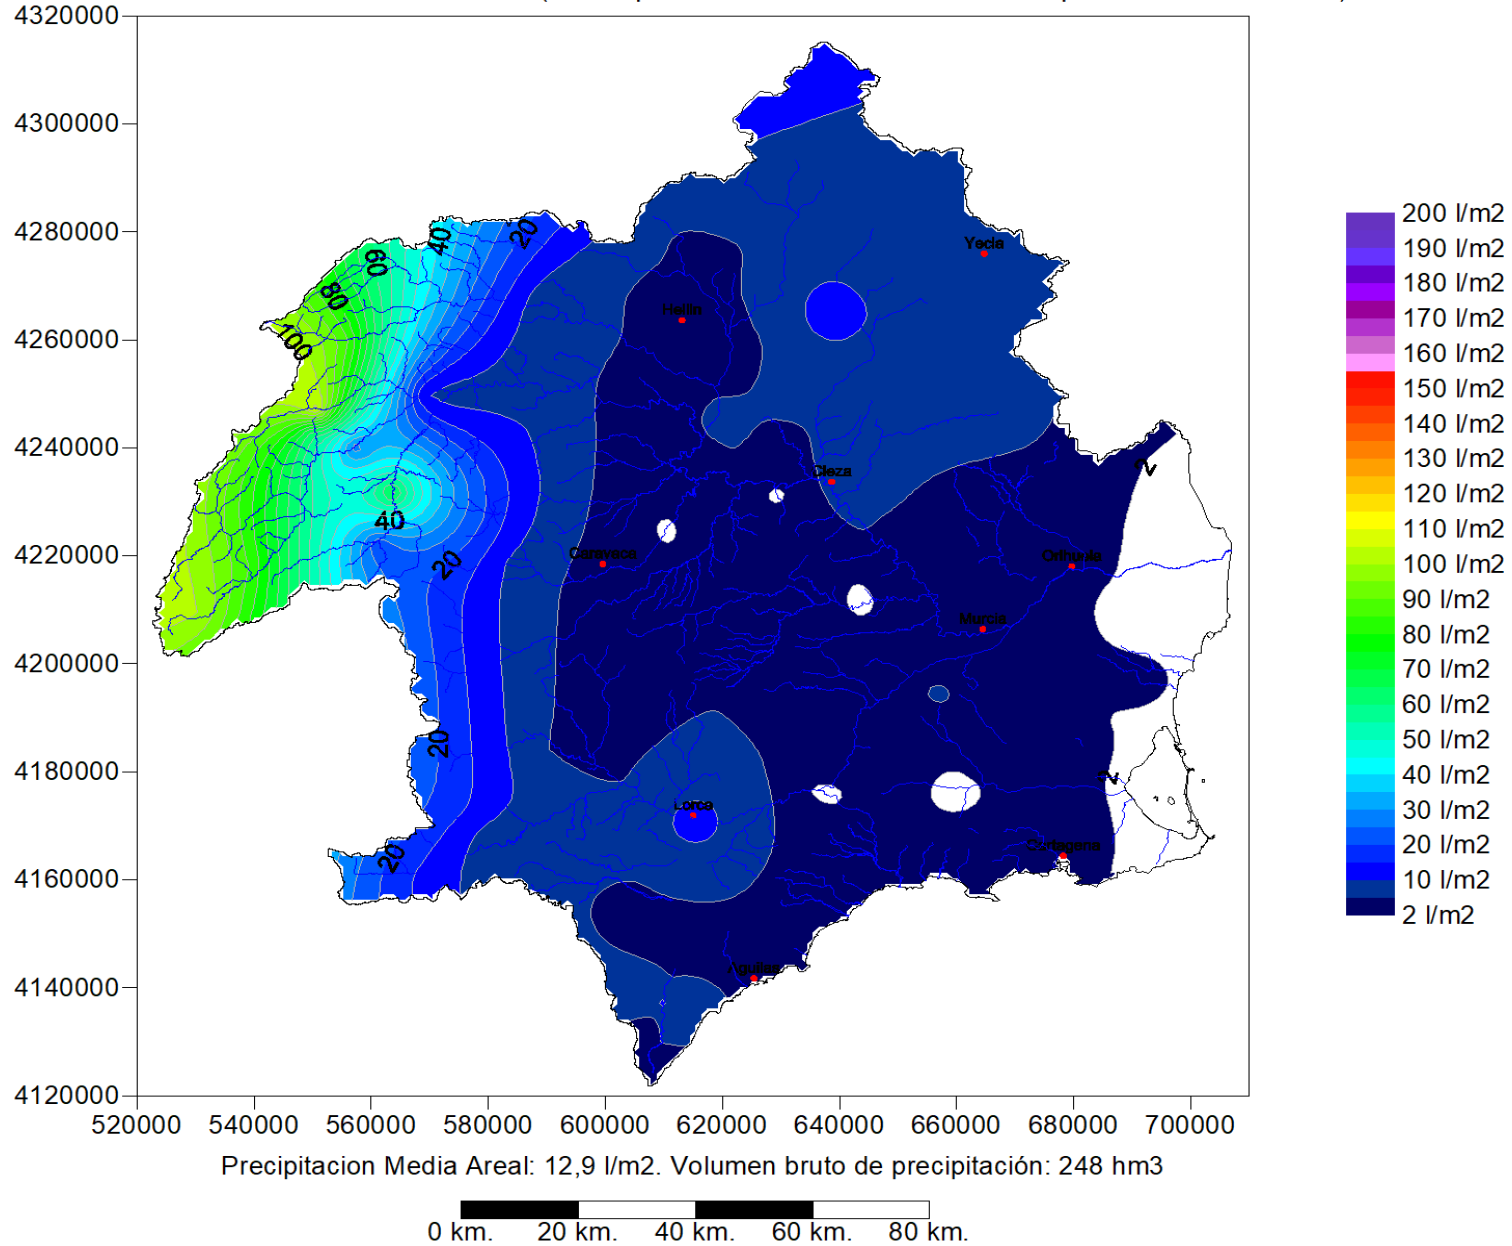 4320000
4300000
4280000
4260000
4240000
4220000
4200000
4180000
4160000
4140000
4120000
520000 540000 560000 580000 600000 620000 640000 660000 680000 700000
100
80
60
40
20
40
20
20
20
2
2
Yecla
Hellin
Cieza
Caravaca
Orihuela
Murcia
Lorca
Cartagena
Aguilas
200 l/m2
190 l/m2
180 l/m2
170 l/m2
160 l/m2
150 l/m2
140 l/m2
130 l/m2
120 l/m2
110 l/m2
100 l/m2
90 l/m2
80 l/m2
70 l/m2
60 l/m2
50 l/m2
40 l/m2
30 l/m2
20 l/m2
10 l/m2
2 l/m2
Precipitacion Media Areal: 12,9 l/m2. Volumen bruto de precipitación: 248 hm3
0 km. 20 km. 40 km. 60 km. 80 km.